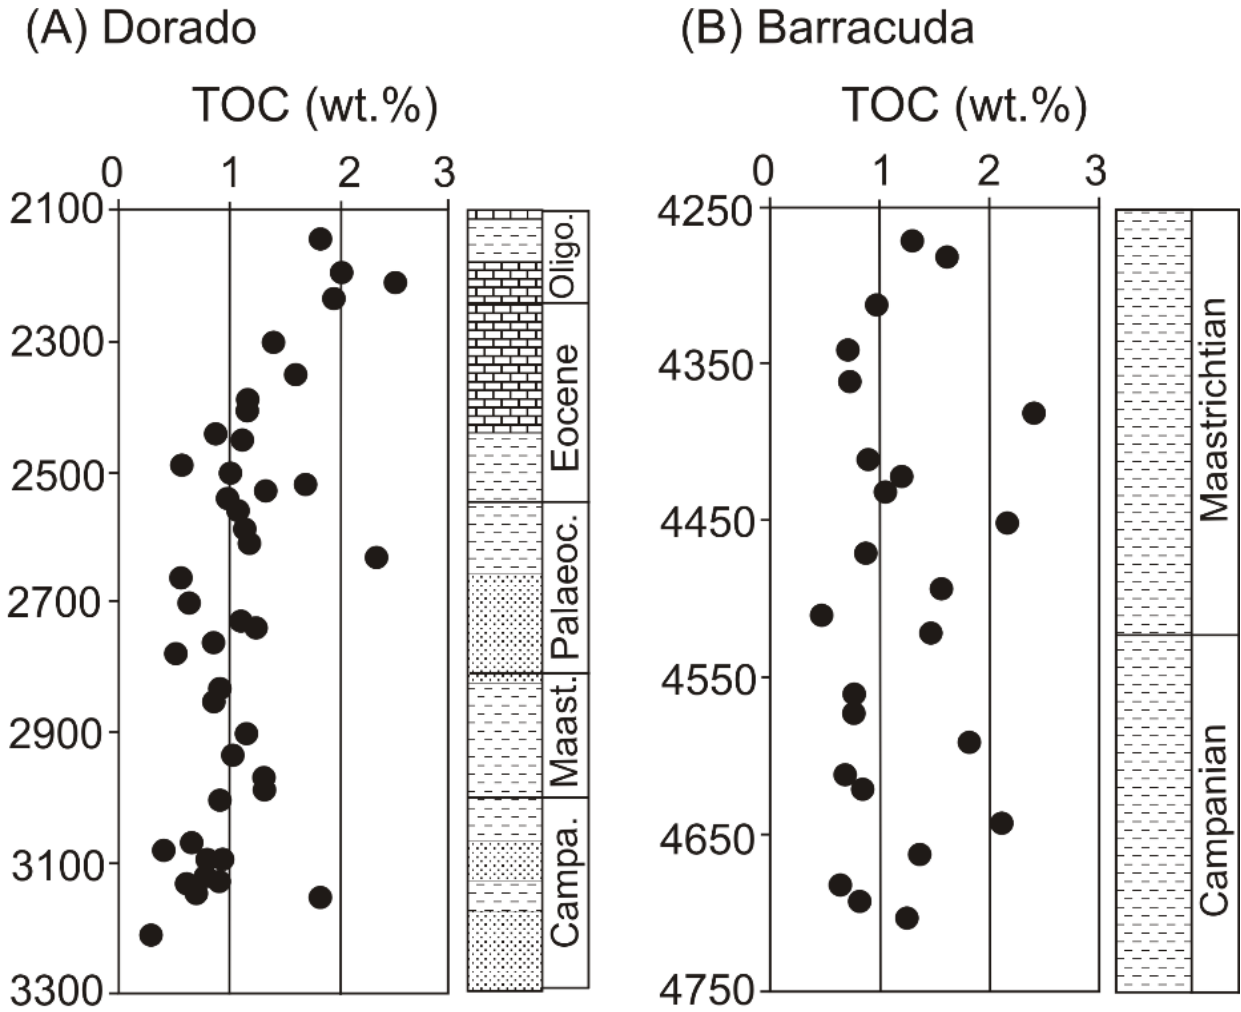 (A) Dorado
TOC (wt.%)
0 1 2 3
2100
2300
2500
2700
2900
3100
3300
Oligo.
Eocene
Palaeoc.
Maast.
Campa.
(B) Barracuda
TOC (wt.%)
0 1 2 3
4250
4350
4450
4550
4650
4750
Maastrichtian
Campanian